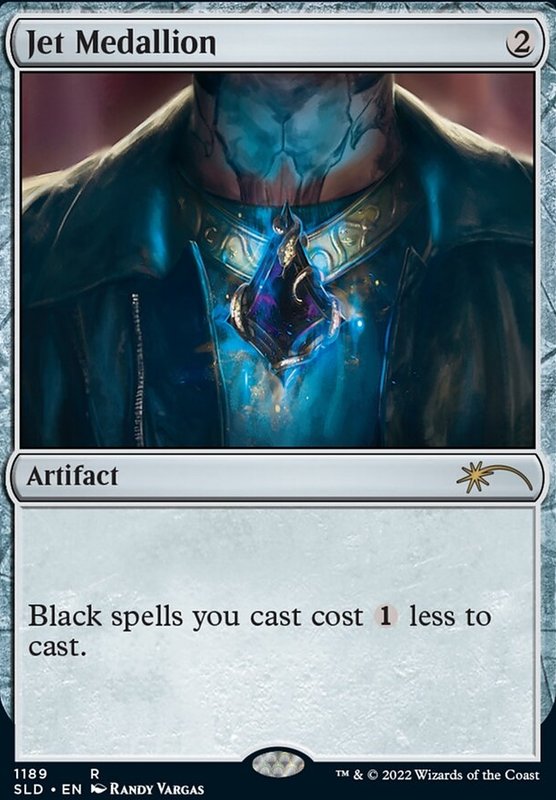 Jet Medallion 2
Artifact
Black spells you cast cost 1 less to
cast.
1189 R
SLD • EN Randy Vargas
™ & © 2022 Wizards of the Coast